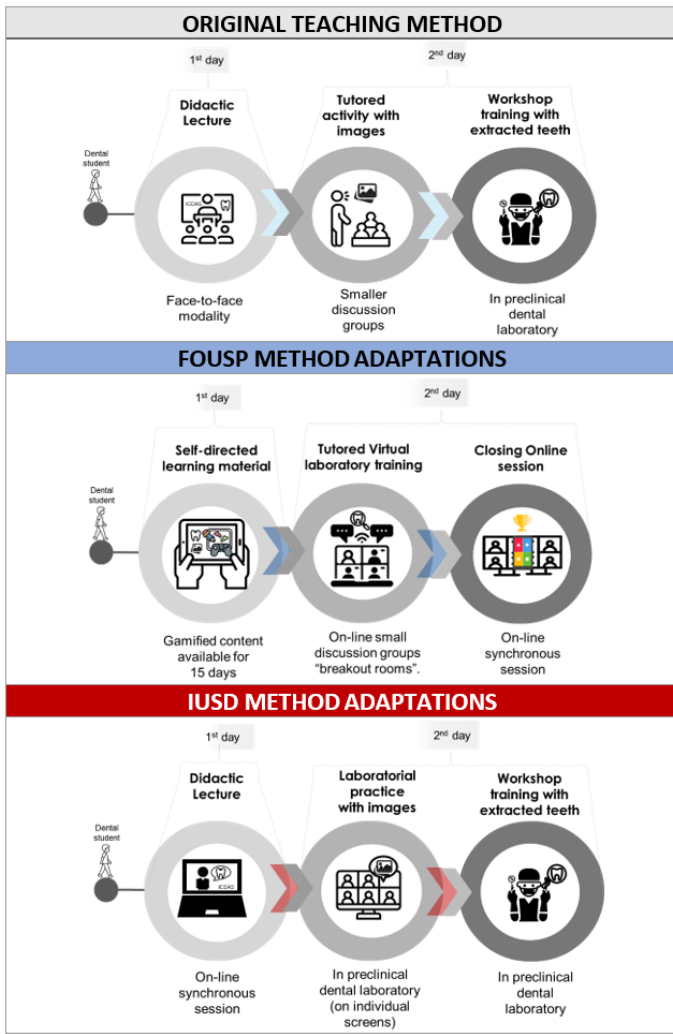 ORIGINAL TEACHING METHOD
1st day
2nd day
Didactic
Lecture
Tutored
activity with
images
Workshop
training with
extracted teeth
Dental
student
ICDAS
Face-to-face
modality
Smaller
discussion
groups
In preclinical
dental
laboratory
FOUSP METHOD ADAPTATIONS
1st day
2nd day
Self-directed
learning material
Tutored Virtual
laboratory training
Closing Online
session
Dental
student
Gamified content
available for
15 days
On-line small
discussion groups
"breakout rooms".
On-line
synchronous
session
IUSD METHOD ADAPTATIONS
1st day
2nd day
Didactic
Lecture
Laboratorial
practice
with images
Workshop
training with
extracted teeth
Dental
student
ICDAS
On-line
synchronous
session
In preclinical
dental laboratory
(on individual
screens)
In preclinical
dental
laboratory